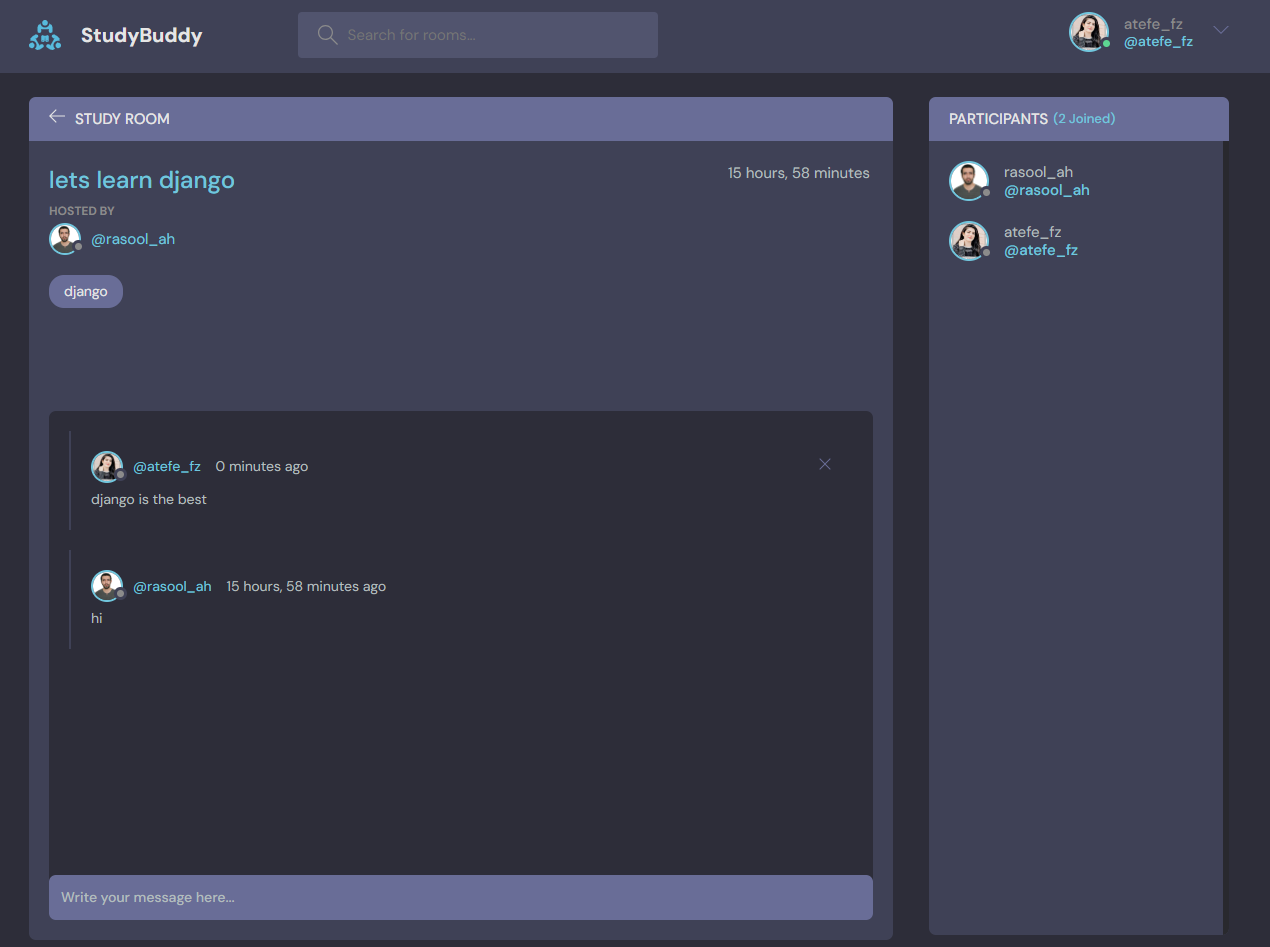 StudyBuddy
Search for rooms...
atefe_fz
@atefe_fz
STUDY ROOM
lets learn django
15 hours, 58 minutes
HOSTED BY
@rasool_ah
django
@atefe_fz 0 minutes ago
django is the best
@rasool_ah 15 hours, 58 minutes ago
hi
Write your message here...
PARTICIPANTS (2 Joined)
rasool_ah
@rasool_ah
atefe_fz
@atefe_fz